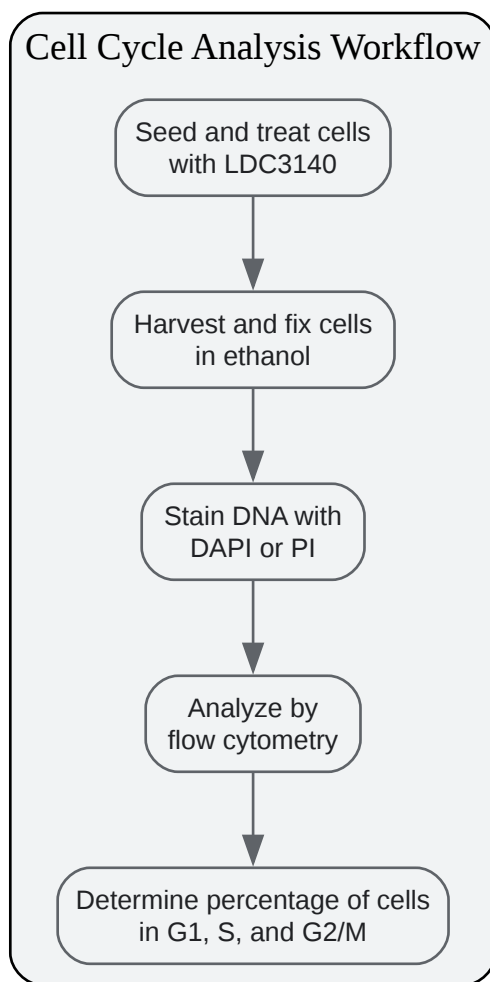 Cell Cycle Analysis Workflow
Seed and treat cells
with LDC3140
Harvest and fix cells
in ethanol
Stain DNA with
DAPI or PI
Analyze by
flow cytometry
Determine percentage of cells
in G1, S, and G2/M